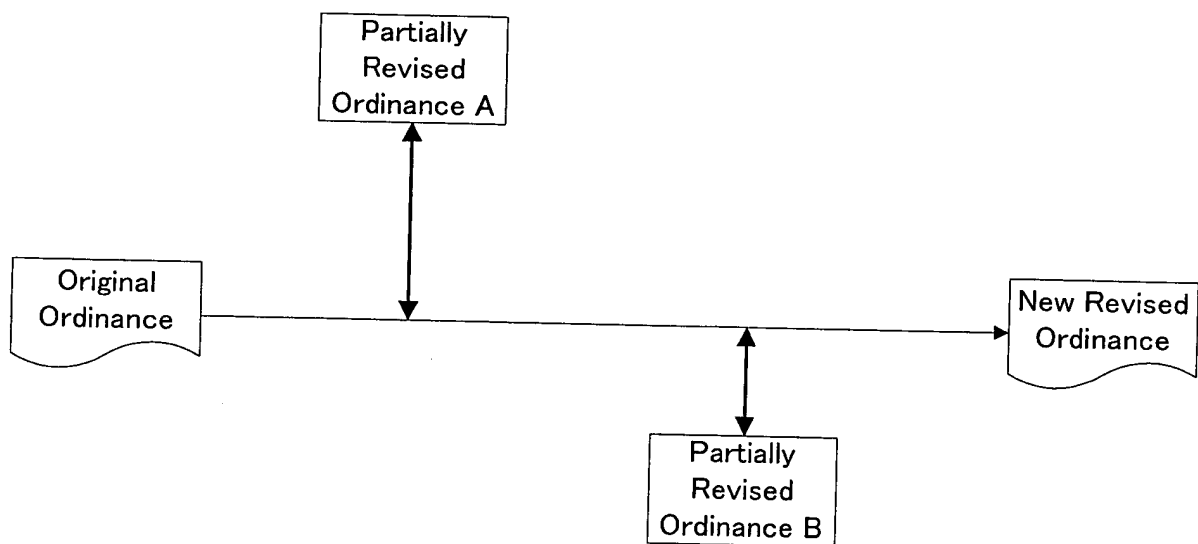 Partially
Revised
Ordinance A
Original
Ordinance
New Revised
Ordinance
Partially
Revised
Ordinance B